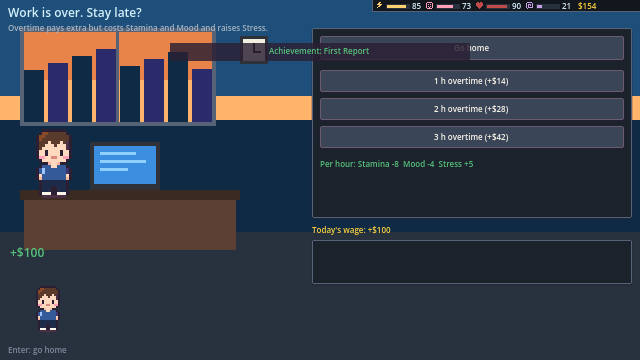 Work is over. Stay late?
Overtime pays extra but costs Stamina and Mood and raises Stress.
85 73 90 21 $154
Achievement: First Report
Go home
1 h overtime (+$14)
2 h overtime (+$28)
3 h overtime (+$42)
Per hour: Stamina -8 Mood -4 Stress +5
Today's wage: +$100
+$100
Enter: go home